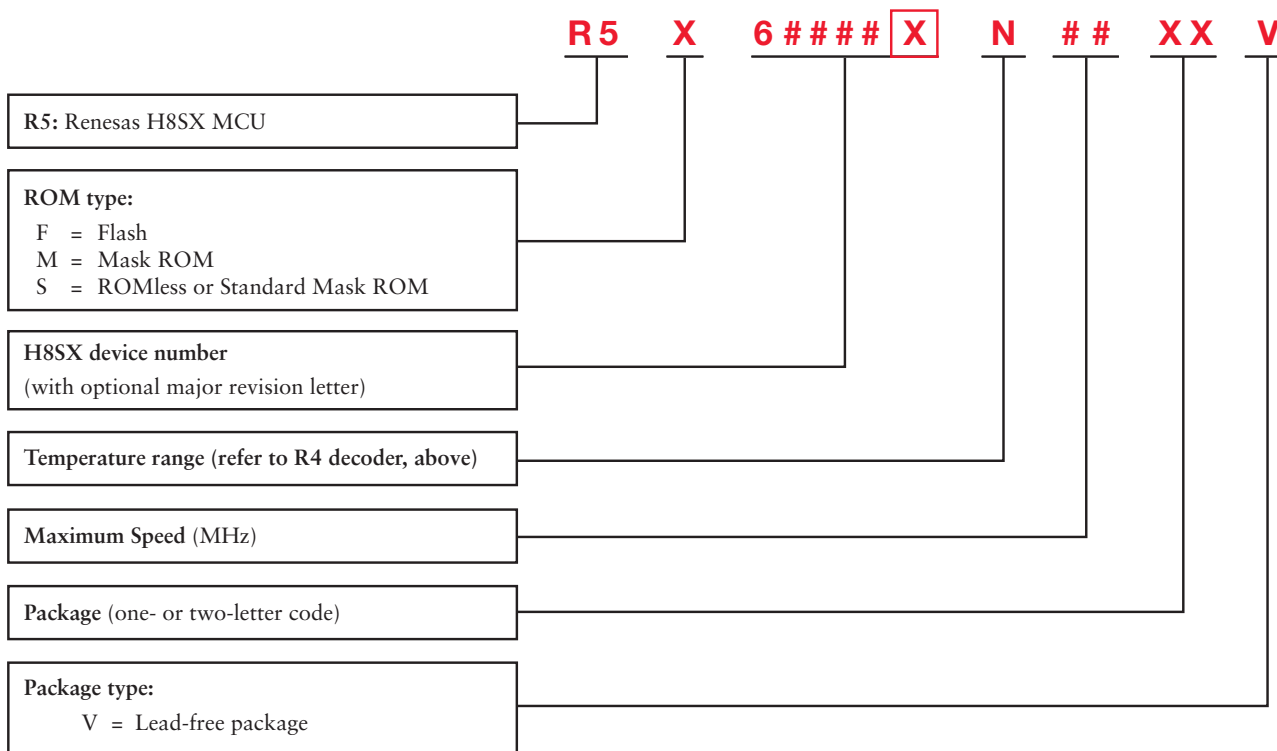 R5 X 6####X N ## XX V
R5: Renesas H8SX MCU
ROM type:
F = Flash
M = Mask ROM
S = ROMless or Standard Mask ROM
H8SX device number
(with optional major revision letter)
Temperature range (refer to R4 decoder, above)
Maximum Speed (MHz)
Package (one- or two-letter code)
Package type:
V = Lead-free package